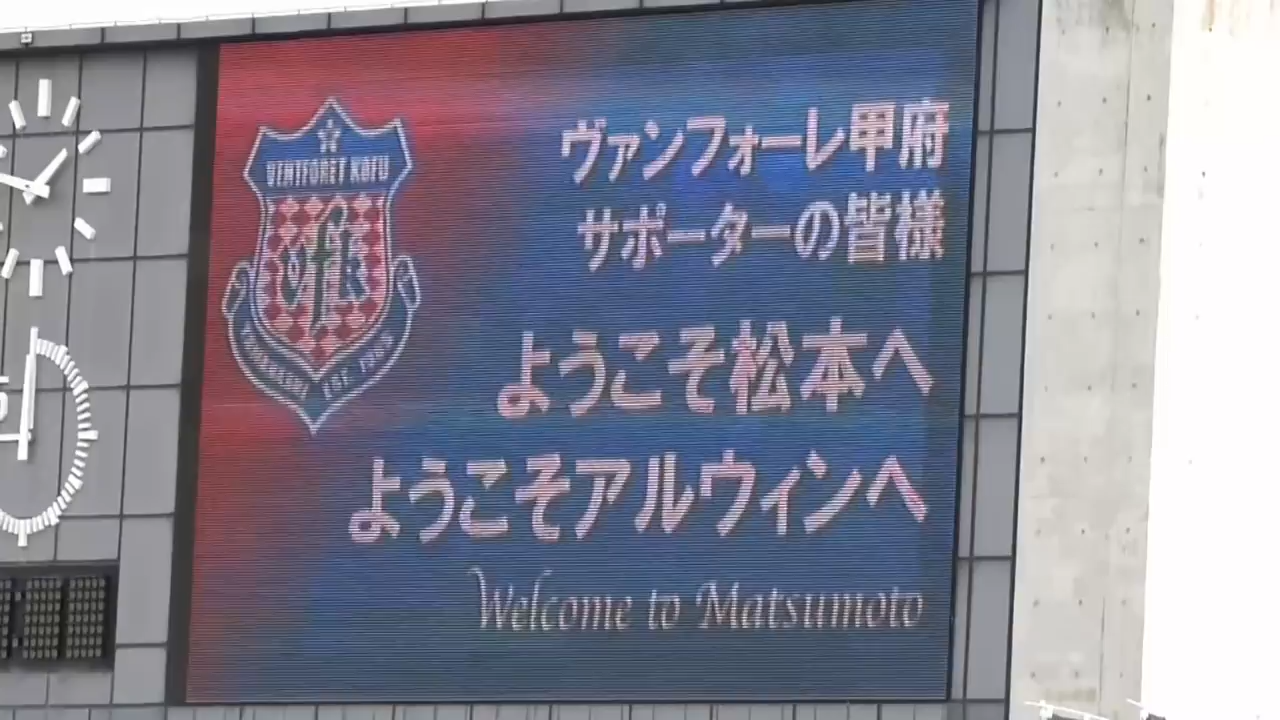 VENTFORET KOFU
ヴァンフォーレ甲府
サポーターの皆様
ようこそ松本へ
ようこそアルウィンへ
Welcome to Matsumoto
EST. 1965